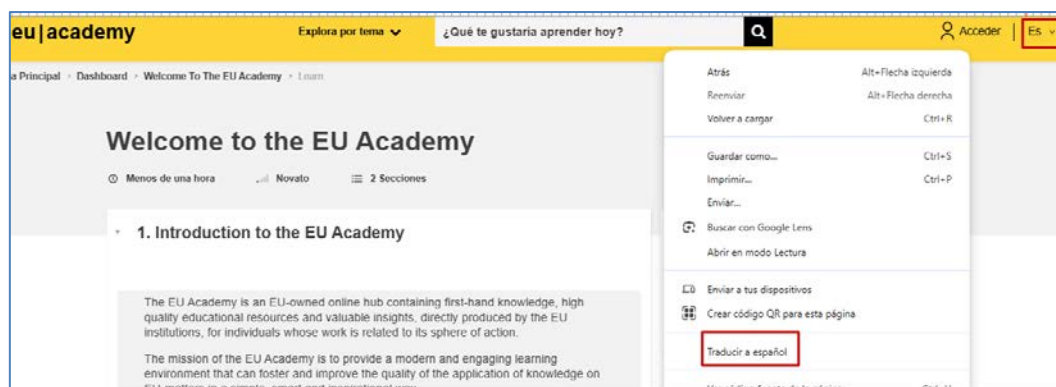 eu|academy
Explora por tema
¿Qué te gustaria aprender hoy?
Acceder
Es
a Principal
Dashboard
Welcome To The EU Academy
Learn
Welcome to the EU Academy
Menos de una hora
Novato
2 Secciones
1. Introduction to the EU Academy
The EU Academy is an EU-owned online hub containing first-hand knowledge, high
quality educational resources and valuable insights, directly produced by the EU
institutions, for individuals whose work is related to its sphere of action.
The mission of the EU Academy is to provide a modern and engaging learning
environment that can foster and improve the quality of the application of knowledge on
Atrás Alt+Flecha izquierda
Reenviar Alt+Flecha derecha
Volver a cargar Ctrl+R
Guardar como... Ctrl+S
Imprimir... Ctrl+P
Enviar...
Buscar con Google Lens
Abrir en modo Lectura
Enviar a tus dispositivos
Crear código QR para esta página
Traducir a español